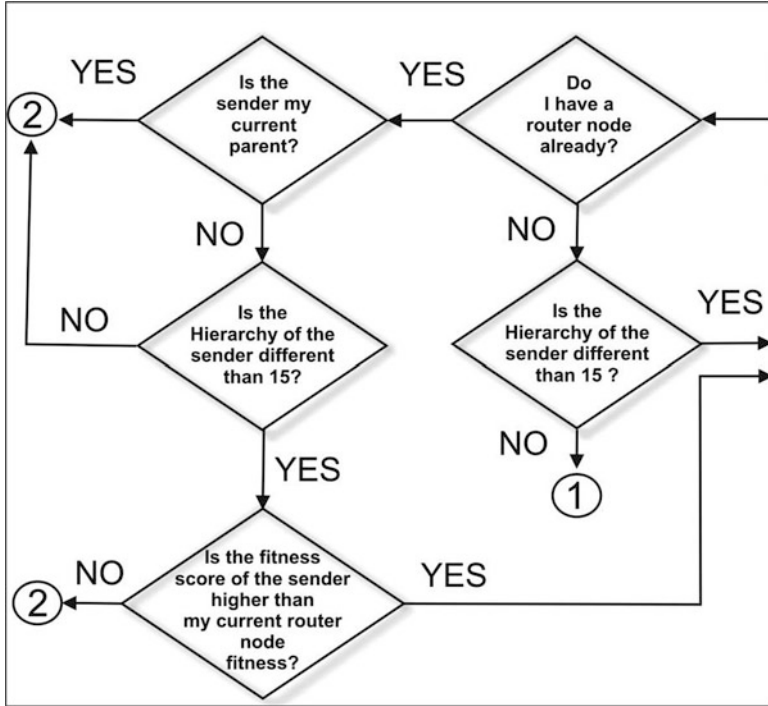 YES
Is the
sender my
current
parent?
YES
Do
I have a
router node
already?
2
NO
NO
NO
Is the
Hierarchy of the
sender different
than 15?
Is the
Hierarchy of the
sender different
than 15 ?
YES
YES
NO
1
NO
2
Is the fitness
score of the sender
higher than
my current router
node
fitness?
YES